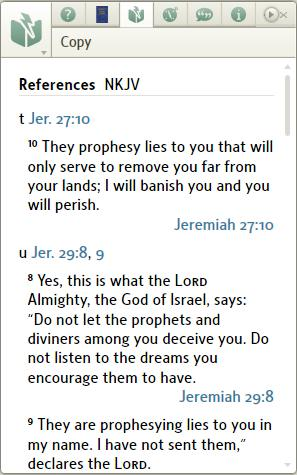 Copy
References NKJV
t Jer. 27:10
10 They prophesy lies to you that will
only serve to remove you far from
your lands; I will banish you and you
will perish.
Jeremiah 27:10
u Jer. 29:8, 9
8 Yes, this is what the LORD
Almighty, the God of Israel, says:
“Do not let the prophets and
diviners among you deceive you. Do
not listen to the dreams you
encourage them to have.
Jeremiah 29:8
9 They are prophesying lies to you in
my name. I have not sent them,”
declares the LORD.